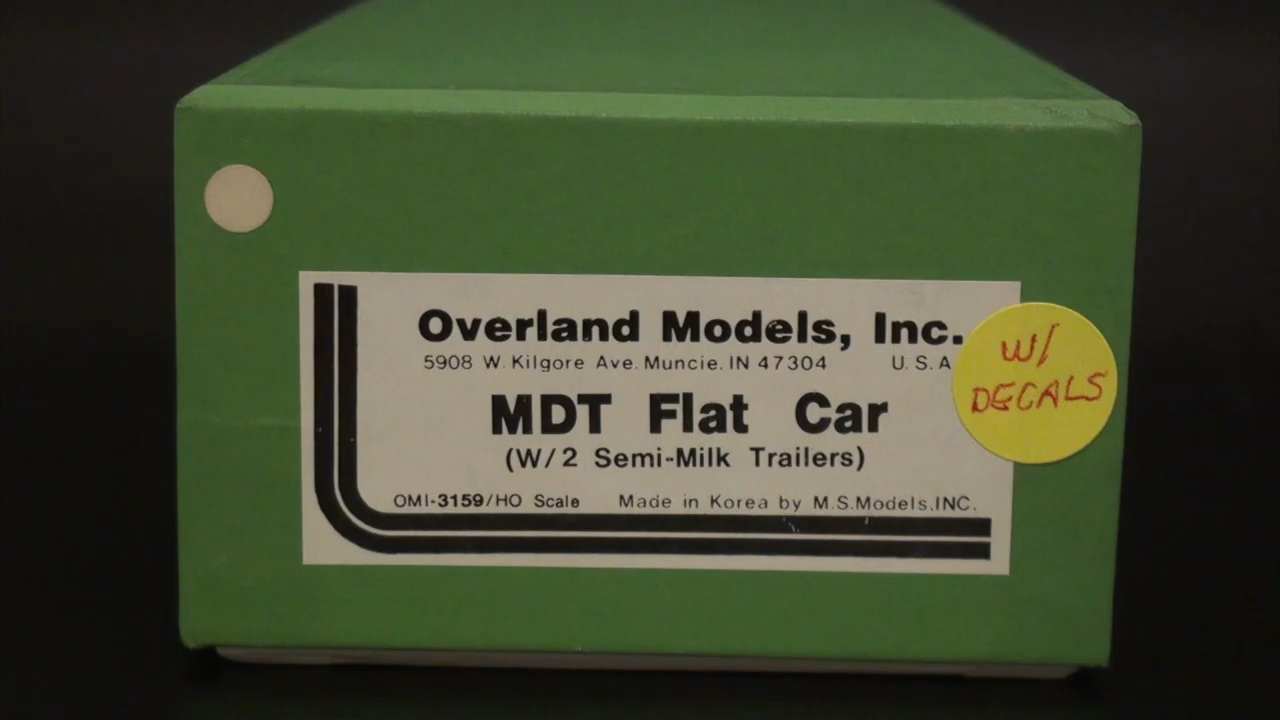 Overland Models, Inc.
5908 W. Kilgore Ave. Muncie. IN 47304 U. S. A
MDT Flat Car
(W/2 Semi-Milk Trailers)
OMI-3159/HO Scale Made in Korea by M.S.Models.INC.
W/
DECALS